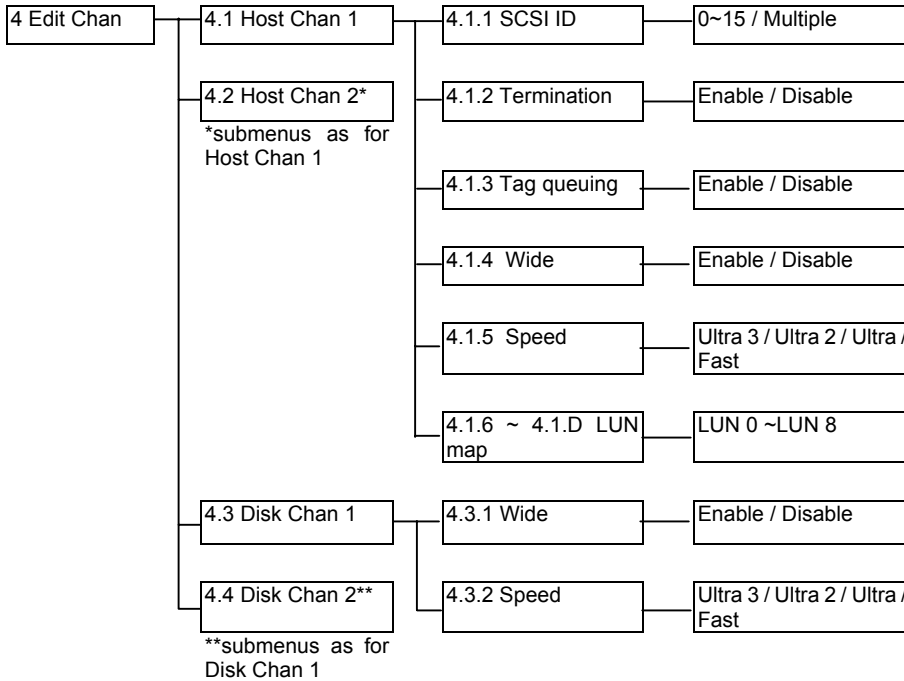 4 Edit Chan
4.1 Host Chan 1
4.1.1 SCSI ID
0~15 / Multiple
4.2 Host Chan 2*
*submenus as for
Host Chan 1
4.1.2 Termination
Enable / Disable
4.1.3 Tag queuing
Enable / Disable
4.1.4 Wide
Enable / Disable
4.1.5 Speed
Ultra 3 / Ultra 2 / Ultra /
Fast
4.1.6 ~ 4.1.D LUN
map
LUN 0 ~LUN 8
4.3 Disk Chan 1
4.3.1 Wide
Enable / Disable
4.4 Disk Chan 2**
**submenus as for
Disk Chan 1
4.3.2 Speed
Ultra 3 / Ultra 2 / Ultra /
Fast